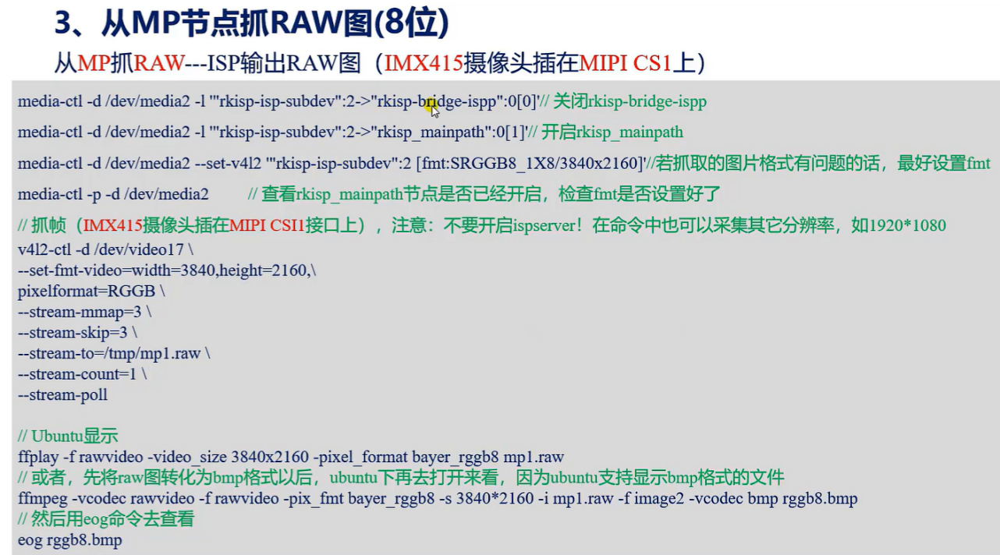 3、从MP节点抓RAW图(8位)
从MP抓RAW---ISP输出RAW图（IMX415摄像头插在MIPI CS1上）
media-ctl -d /dev/media2 -l '"rkisp-isp-subdev":2->"rkisp-bridge-ispp":0[0]'// 关闭rkisp-bridge-ispp
media-ctl -d /dev/media2 -l '"rkisp-isp-subdev":2->"rkisp_mainpath":0[1]'// 开启rkisp_mainpath
media-ctl -d /dev/media2 --set-v4l2 '"rkisp-isp-subdev":2 [fmt:SRGGB8_1X8/3840x2160]'//若抓取的图片格式有问题的话，最好设置fmt
media-ctl -p -d /dev/media2 // 查看rkisp_mainpath节点是否已经开启，检查fmt是否设置好了
// 抓帧（IMX415摄像头插在MIPI CSI1接口上），注意：不要开启ispserver！在命令中也可以采集其它分辨率，如1920*1080
v4l2-ctl -d /dev/video17 \
--set-fmt-video=width=3840,height=2160,\
pixelformat=RGGB \
--stream-mmap=3 \
--stream-skip=3 \
--stream-to=/tmp/mp1.raw \
--stream-count=1 \
--stream-poll
// Ubuntu显示
ffplay -f rawvideo -video_size 3840x2160 -pixel_format bayer_rggb8 mp1.raw
// 或者，先将raw图转化为bmp格式以后，ubuntu下再去打开来看，因为ubuntu支持显示bmp格式的文件
ffmpeg -vcodec rawvideo -f rawvideo -pix_fmt bayer_rggb8 -s 3840*2160 -i mp1.raw -f image2 -vcodec bmp rggb8.bmp
// 然后用eog命令去查看
eog rggb8.bmp